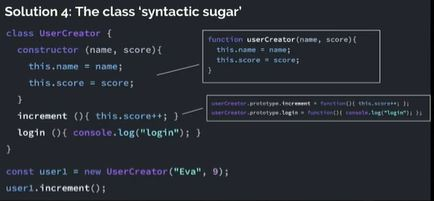 Solution 4: The class ‘syntactic sugar’
class UserCreator {
constructor (name, score){
this.name = name;
this.score = score;
}
increment (){ this.score++; }
login (){ console.log("login"); }
}
const user1 = new UserCreator("Eva", 9);
user1.increment();
function userCreator(name, score){
this.name = name;
this.score = score;
}
userCreator.prototype.increment = function(){ this.score++; };
userCreator.prototype.login = function(){ console.log("login"); };